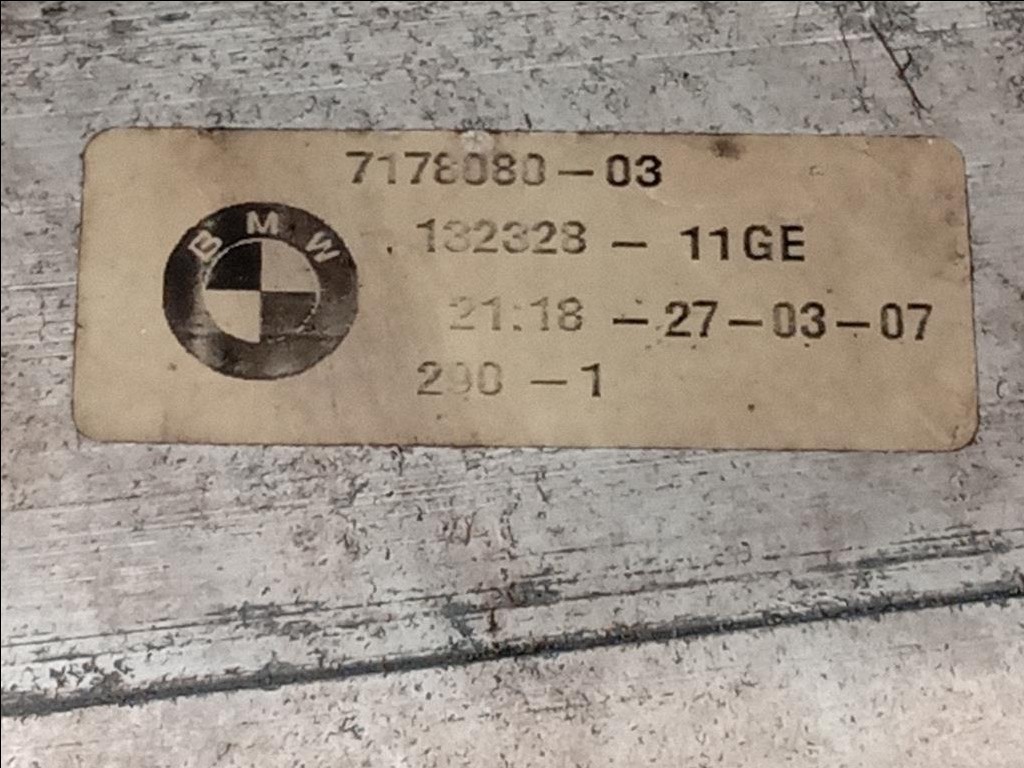 7178080-03
BMW
132328 - 11GE
21:18 - 27-03-07
290 - 1